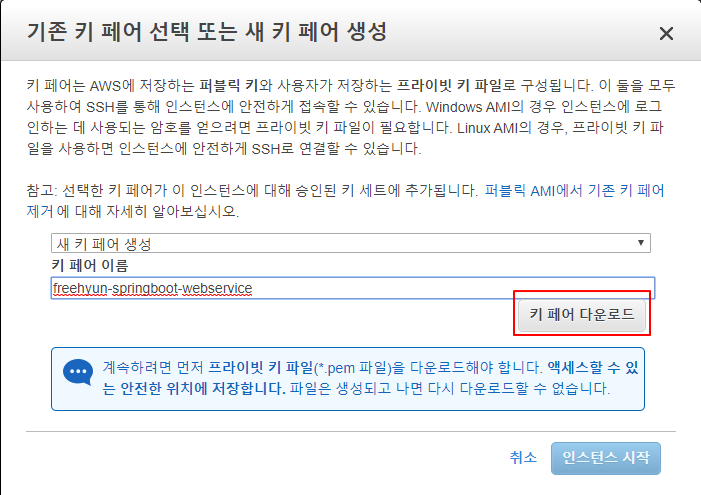 기존 키 페어 선택 또는 새 키 페어 생성
키 페어는 AWS에 저장하는 퍼블릭 키와 사용자가 저장하는 프라이빗 키 파일로 구성됩니다. 이 둘을 모두
사용하여 SSH를 통해 인스턴스에 안전하게 접속할 수 있습니다. Windows AMI의 경우 인스턴스에 로그
인하는 데 사용되는 암호를 얻으려면 프라이빗 키 파일이 필요합니다. Linux AMI의 경우, 프라이빗 키 파
일을 사용하면 인스턴스에 안전하게 SSH로 연결할 수 있습니다.
참고: 선택한 키 페어가 이 인스턴스에 대해 승인된 키 세트에 추가됩니다. 퍼블릭 AMI에서 기존 키 페어
제거 에 대해 자세히 알아보십시오.
새 키 페어 생성
키 페어 이름
freehyun-springboot-webservice
키 페어 다운로드
계속하려면 먼저 프라이빗 키 파일(*.pem 파일)을 다운로드해야 합니다. 액세스할 수 있
는 안전한 위치에 저장합니다. 파일은 생성되고 나면 다시 다운로드할 수 없습니다.
취소
인스턴스 시작